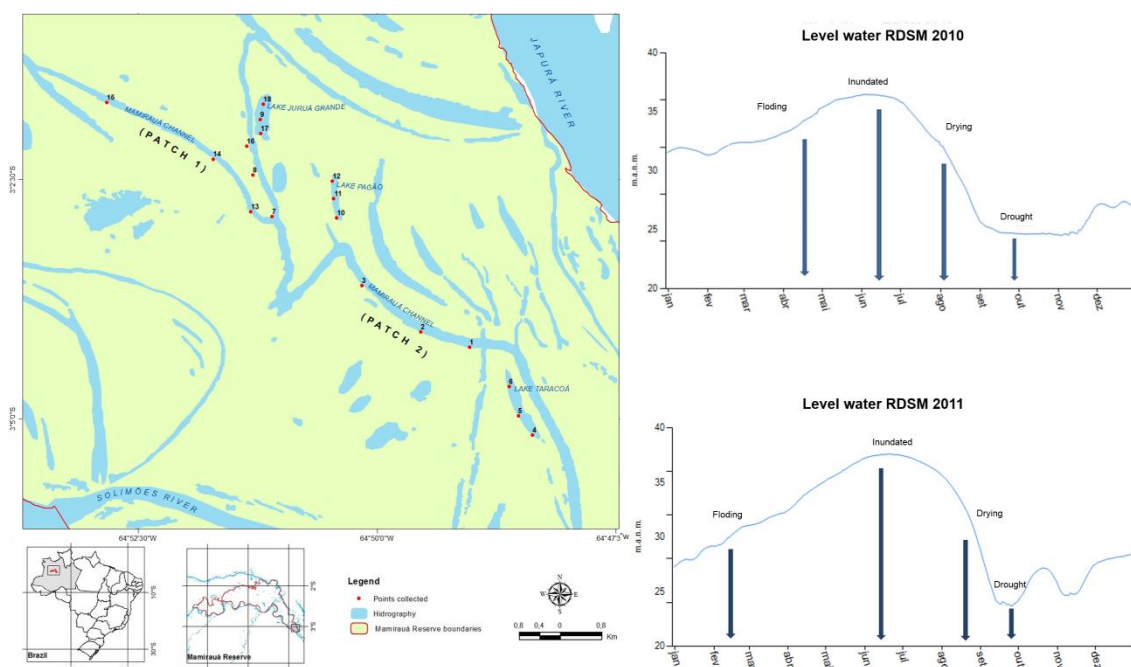 JAPURÁ RIVER
15
MAMIRAUÁ CHANNEL
(PATCH 1)
18
LAKE JURUÁ GRANDE
9
17
16
14
8
12
LAKE PAGÃO
11
10
13
7
3
MAMIRAUÁ CHANNEL
(PATCH 2)
2
1
6
LAKE TARACOÁ
5
4
SOLIMÕES RIVER
3°2'30"S
3°5'0"S
64°52'30"W
64°50'0"W
64°47'3
"W
10°S
30°S
Brazil
2°S
3°S
Mamirauá Reserve
Legend
Points collected
Hidrography
Mamirauá Reserve boundaries
N
W
E
S
0,8 0,4 0 0,8
Km
Level water RDSM 2010
40
35
30
25
20
m.a.n.m.
Floding
Inundated
Drying
Drought
jan fev mar abr mai jun jul ago set out nov dez
Level water RDSM 2011
40
35
30
25
20
m.a.n.m.
Floding
Inundated
Drying
Drought
jan fev mar abr mai jun jul ago set out nov dez